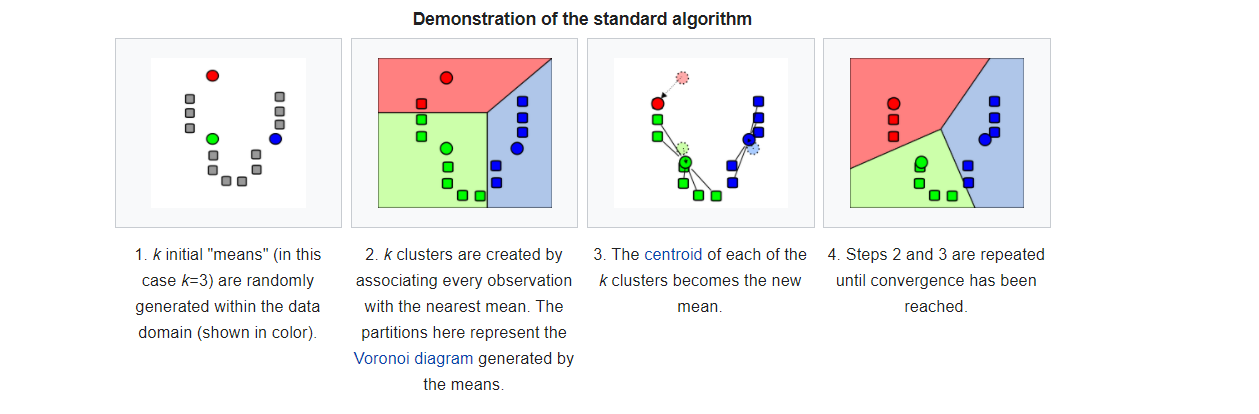 Demonstration of the standard algorithm
1. k initial "means" (in this
case k=3) are randomly
generated within the data
domain (shown in color).
2. k clusters are created by
associating every observation
with the nearest mean. The
partitions here represent the
Voronoi diagram generated by
the means.
3. The centroid of each of the
k clusters becomes the new
mean.
4. Steps 2 and 3 are repeated
until convergence has been
reached.